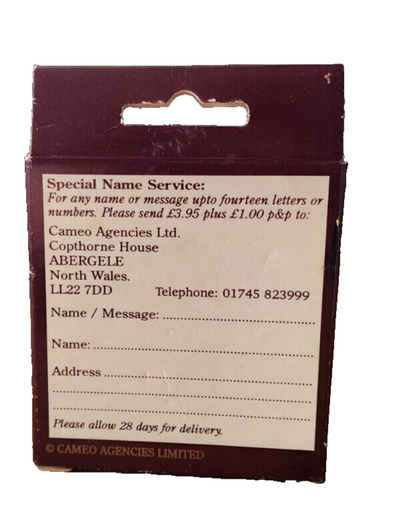 Special Name Service:
For any name or message upto fourteen letters or
numbers. Please send £3.95 plus £1.00 p&p to:
Cameo Agencies Ltd.
Copthorne House
ABERGELE
North Wales.
LL22 7DD Telephone: 01745 823999
Name / Message: ........................................
Name: ............................................................
Address .........................................................
........................................................................
........................................................................
Please allow 28 days for delivery.
© CAMEO AGENCIES LIMITED